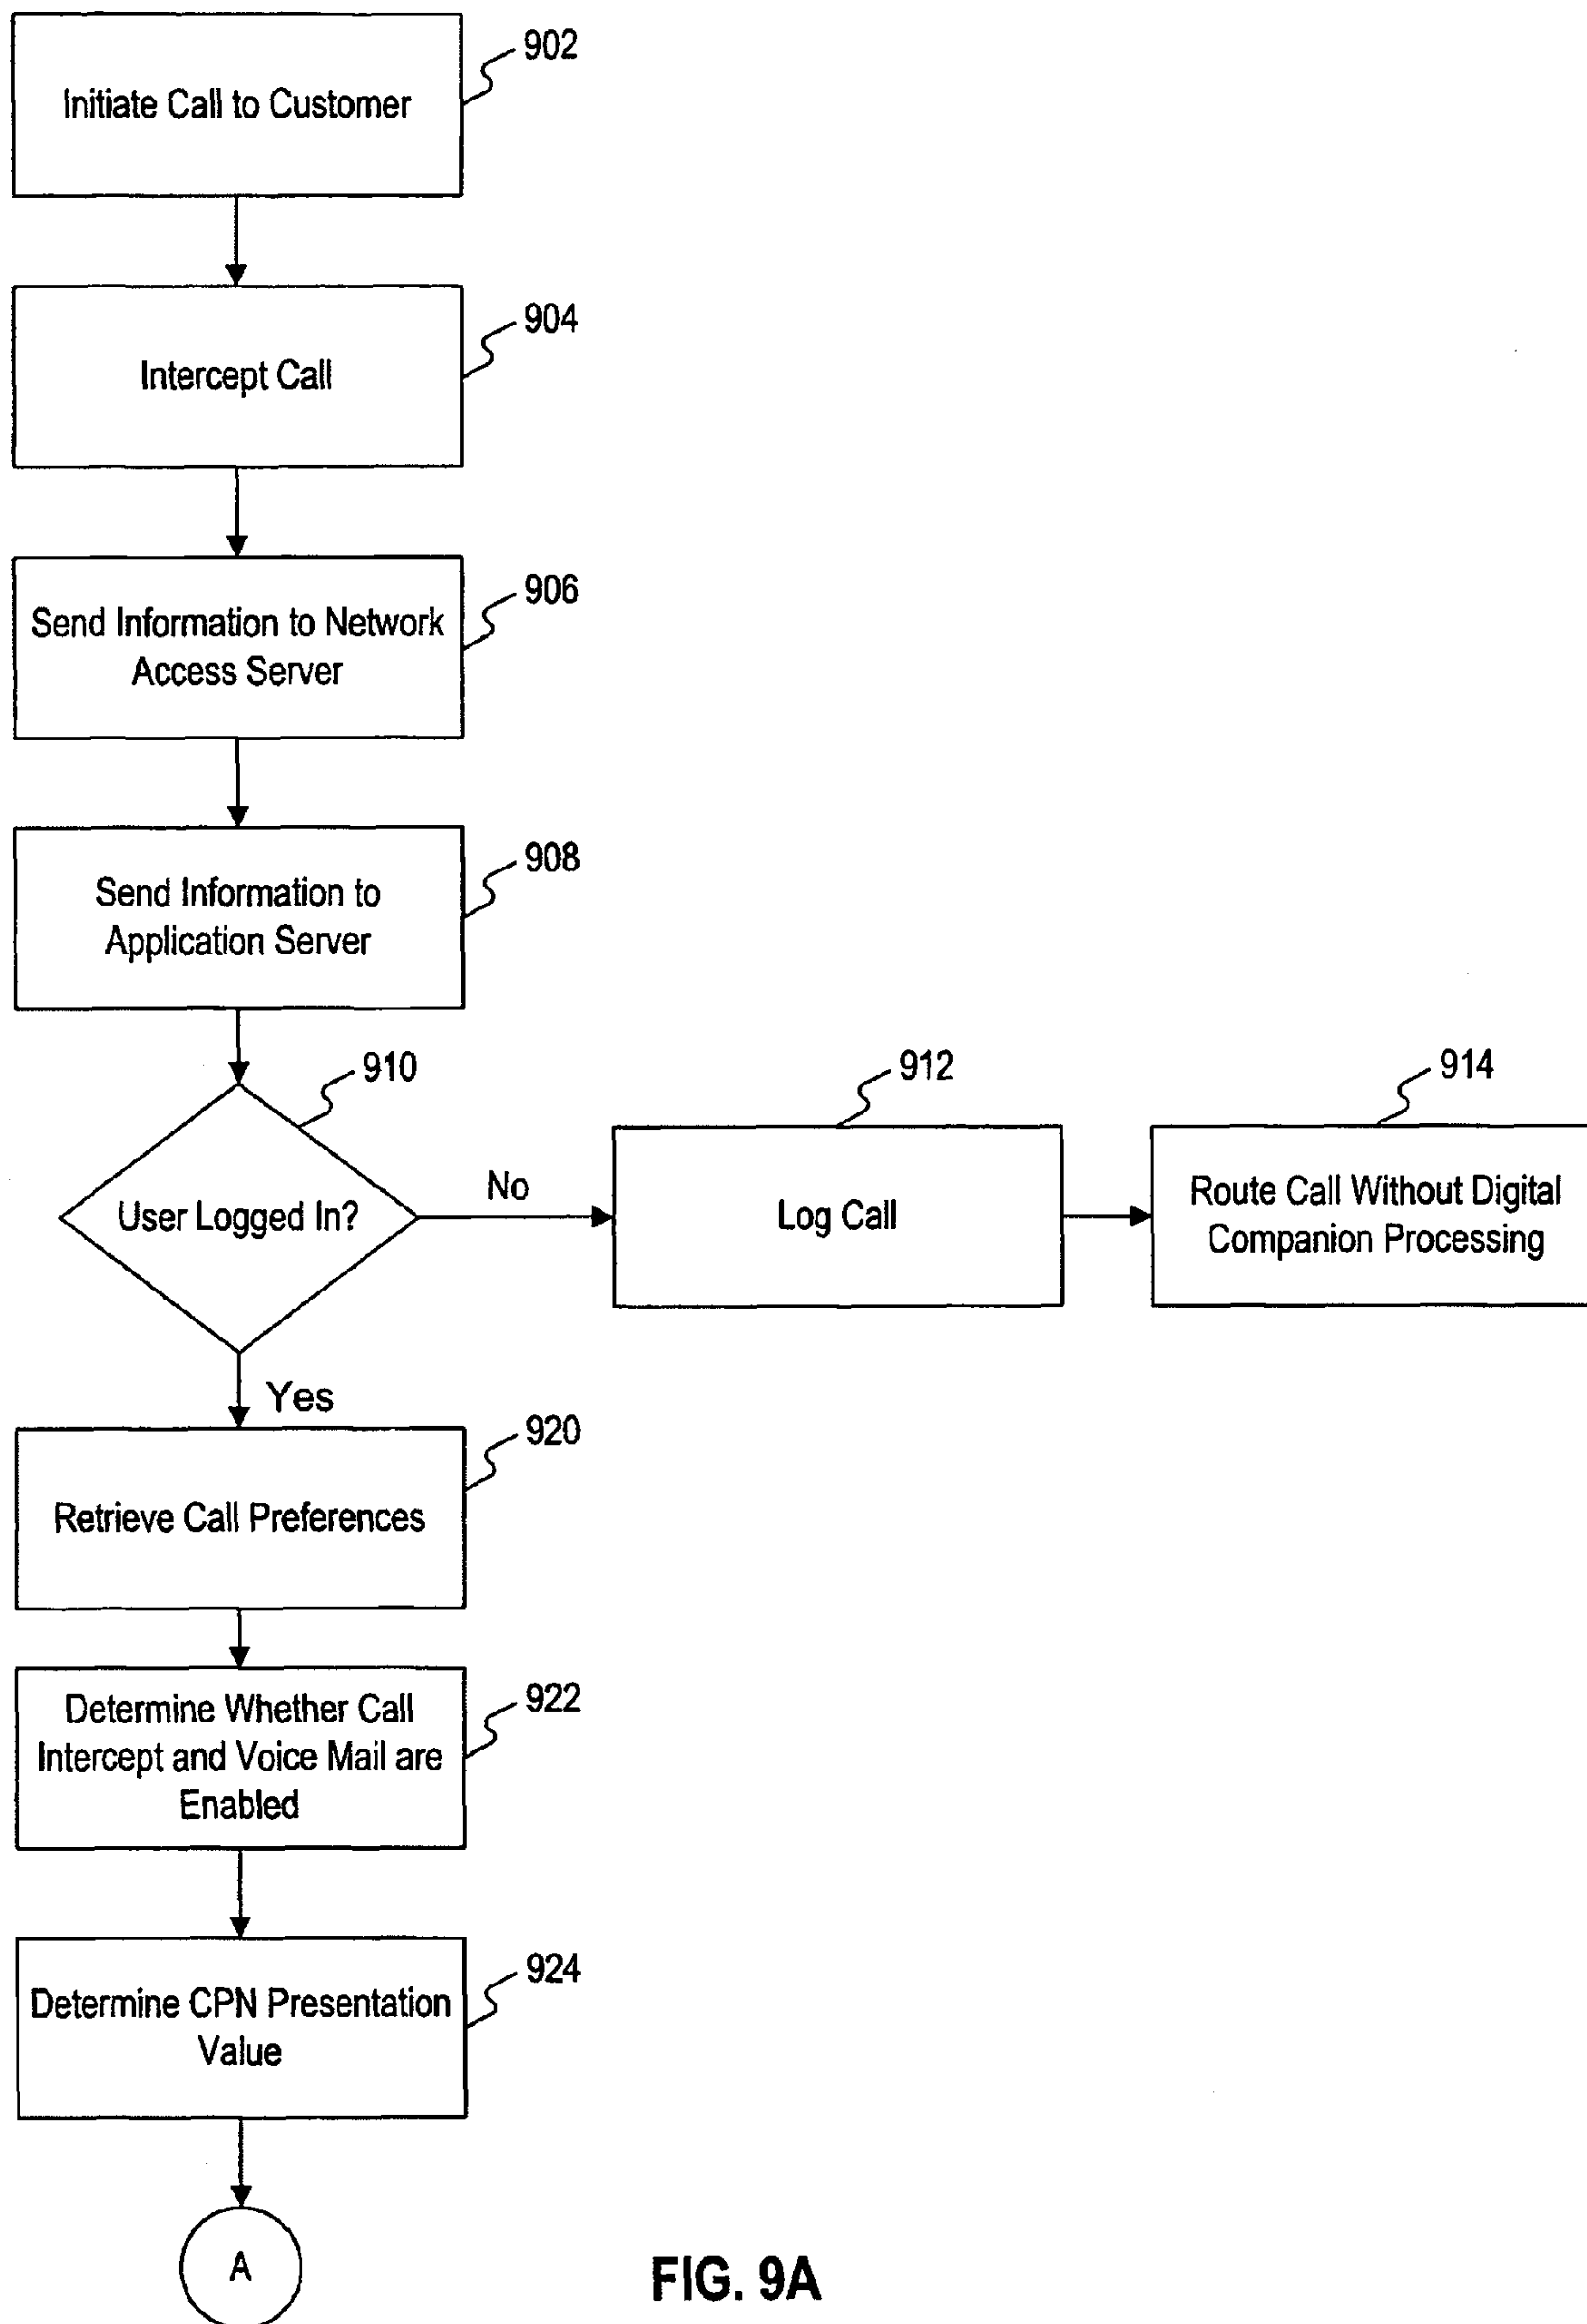 902
Initiate Call to Customer
904
Intercept Call
906
Send Information to Network
Access Server
908
Send Information to
Application Server
910
912
914
User Logged In?
No
Log Call
Route Call Without Digital
Companion Processing
Yes
920
Retrieve Call Preferences
922
Determine Whether Call
Intercept and Voice Mail are
Enabled
924
Determine CPN Presentation
Value
A
FIG. 9A